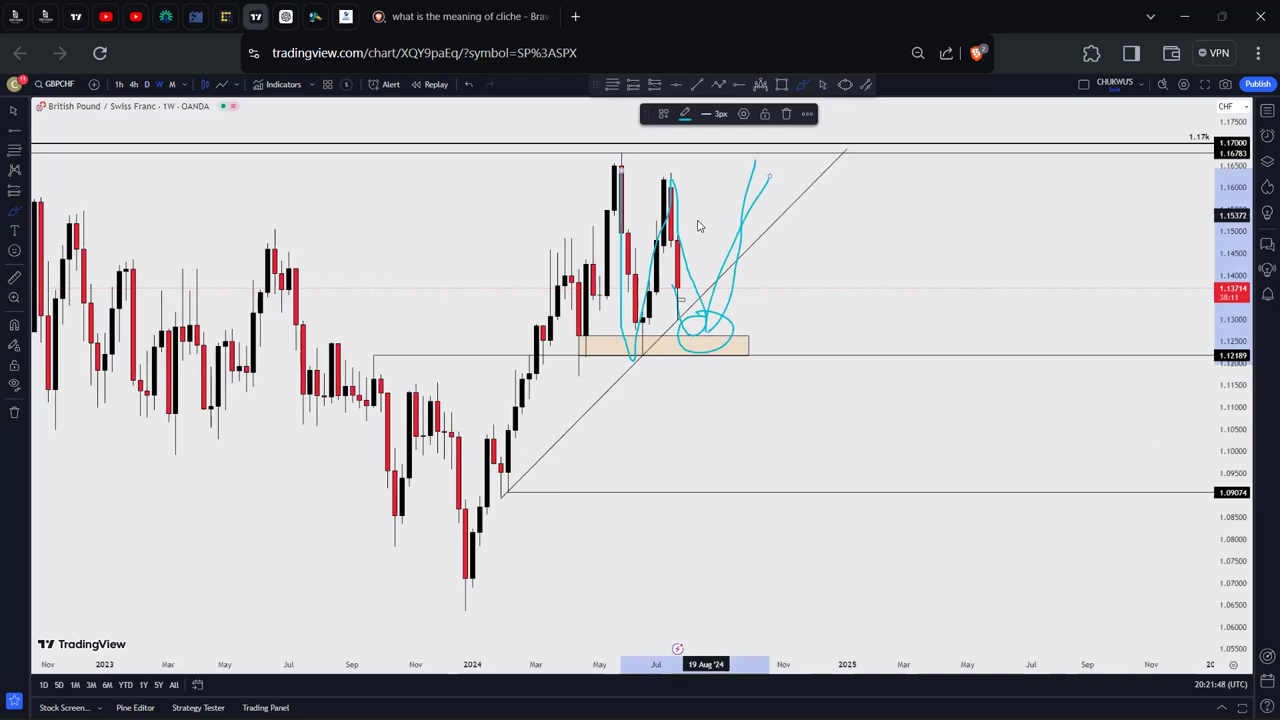 what is the meaning of cliche - Brav
tradingview.com/chart/XQY9paEq/?symbol=SP%3ASPX
VPN
GBPCHF
1h 4h D W M
Indicators
Alert
Replay
CHUKWUS
Save
Publish
3px
British Pound / Swiss Franc · 1W · OANDA
CHF
1.17500
1.17k
1.17000
1.16783
1.16500
1.16000
1.15372
1.15000
1.14500
1.14000
1.13714
38:11
1.13000
1.12500
1.12189
1.12000
1.11500
1.11000
1.10500
1.10000
1.09500
1.09074
1.08500
1.08000
1.07500
1.07000
1.06500
1.06000
1.05500
TradingView
Nov 2023 Mar May Jul Sep 2024 Mar May Jul 19 Aug '24 Nov 2025 Mar May Jul Sep Nov 20
1D 5D 1M 3M 6M YTD 1Y 5Y All
20:21:48 (UTC)
Stock Screen... Pine Editor Strategy Tester Trading Panel